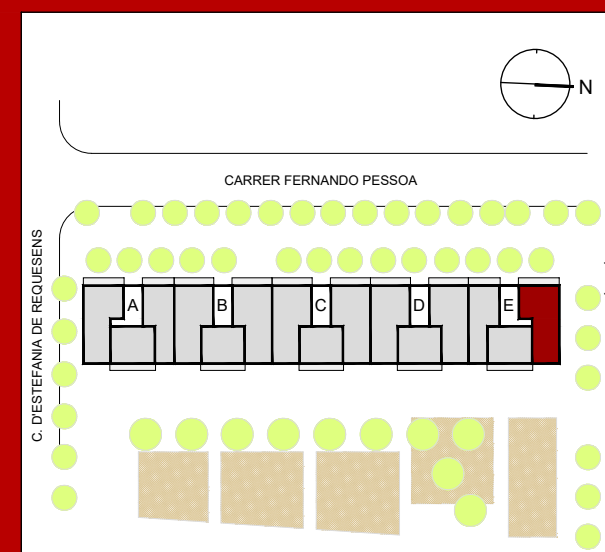 N
CARRER FERNANDO PESSOA
C. D'ESTEFANIA DE REQUESENS
A
B
C
D
E